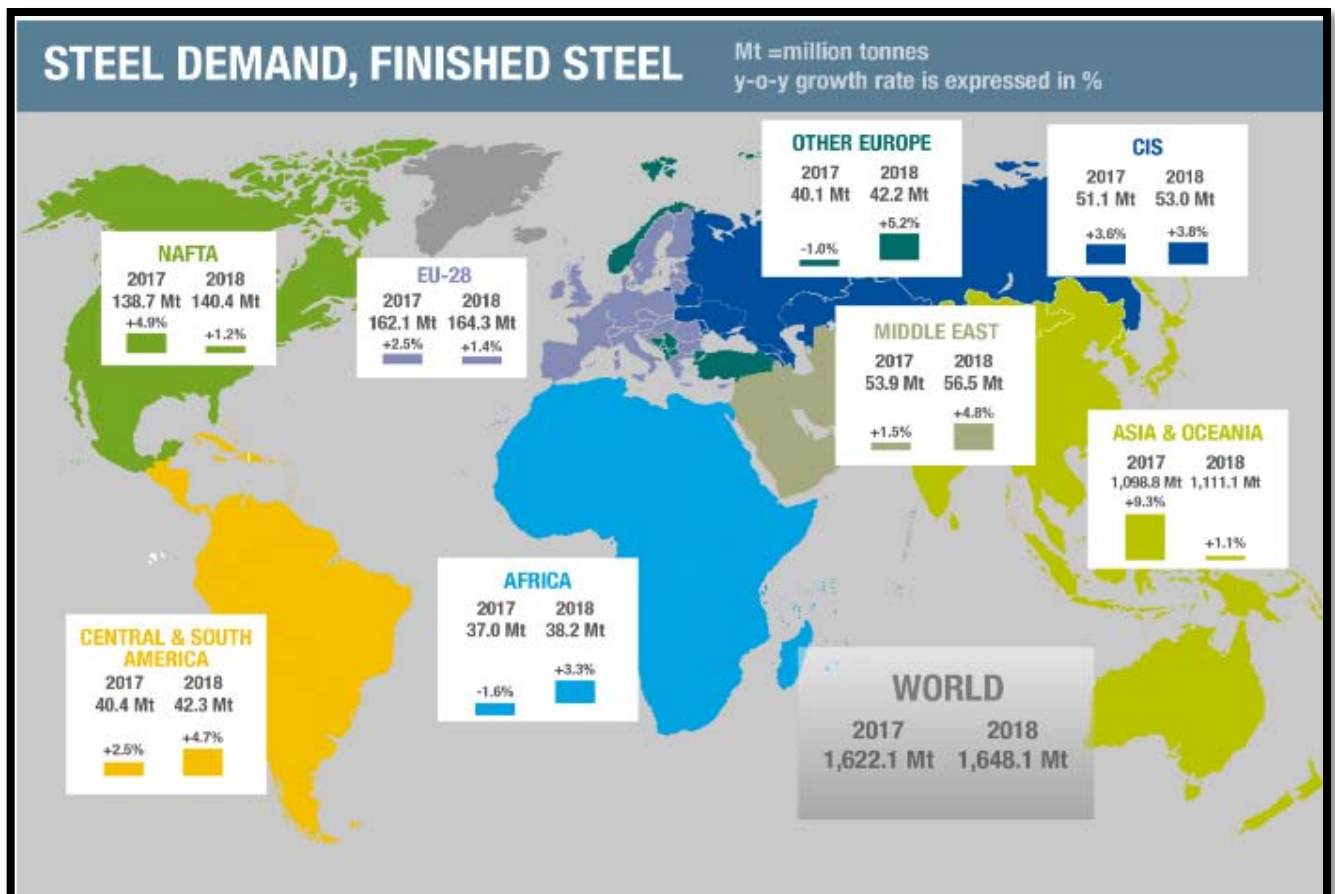 STEEL DEMAND, FINISHED STEEL
Mt =million tonnes
y-o-y growth rate is expressed in %
OTHER EUROPE
2017 2018
40.1 Mt 42.2 Mt
-1.0% +5.2%
CIS
2017 2018
51.1 Mt 53.0 Mt
+3.6% +3.8%
NAFTA
2017 2018
138.7 Mt 140.4 Mt
+4.9% +1.2%
EU-28
2017 2018
162.1 Mt 164.3 Mt
+2.5% +1.4%
MIDDLE EAST
2017 2018
53.9 Mt 56.5 Mt
+1.5% +4.8%
ASIA & OCEANIA
2017 2018
1,098.8 Mt 1,111.1 Mt
+9.3% +1.1%
AFRICA
2017 2018
37.0 Mt 38.2 Mt
-1.6% +3.3%
CENTRAL & SOUTH
AMERICA
2017 2018
40.4 Mt 42.3 Mt
+2.5% +4.7%
WORLD
2017 2018
1,622.1 Mt 1,648.1 Mt